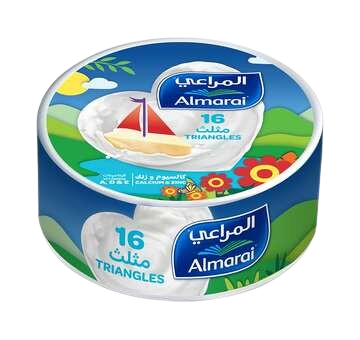 المراعي
Almarai
16
مثلث
TRIANGLES
كالسيوم و زنك
CALCIUM & ZINC
A, D & E
16
مثلث
TRIANGLES
المراعي
Almarai